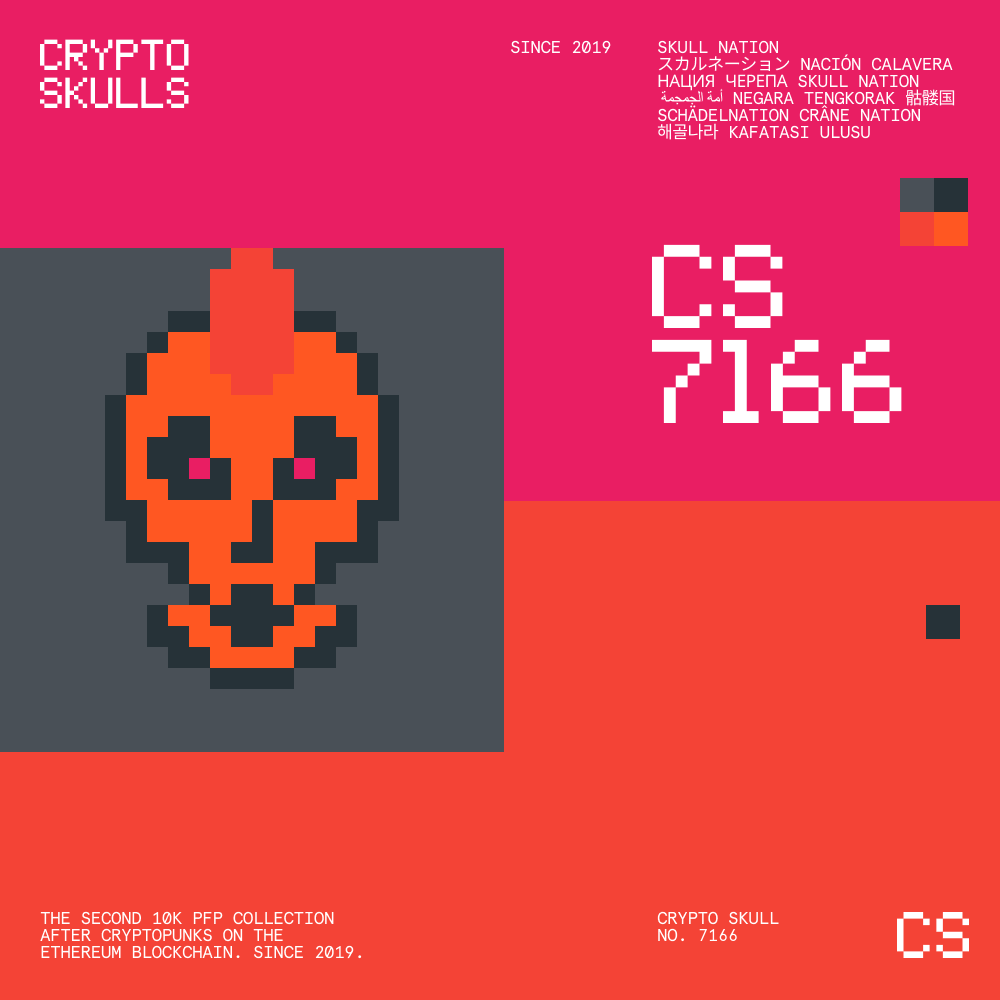 CRYPTO
SKULLS
SINCE 2019
SKULL NATION
スカルネーション NACIÓN CALAVERA
НАЦИЯ ЧЕРЕПА SKULL NATION
أمة الجمجمة NEGARA TENGKORAK 骷髅国
SCHÄDELNATION CRÂNE NATION
해골나라 KAFATASI ULUSU
CS
7166
THE SECOND 10K PFP COLLECTION
AFTER CRYPTOPUNKS ON THE
ETHEREUM BLOCKCHAIN. SINCE 2019.
CRYPTO SKULL
NO. 7166
CS